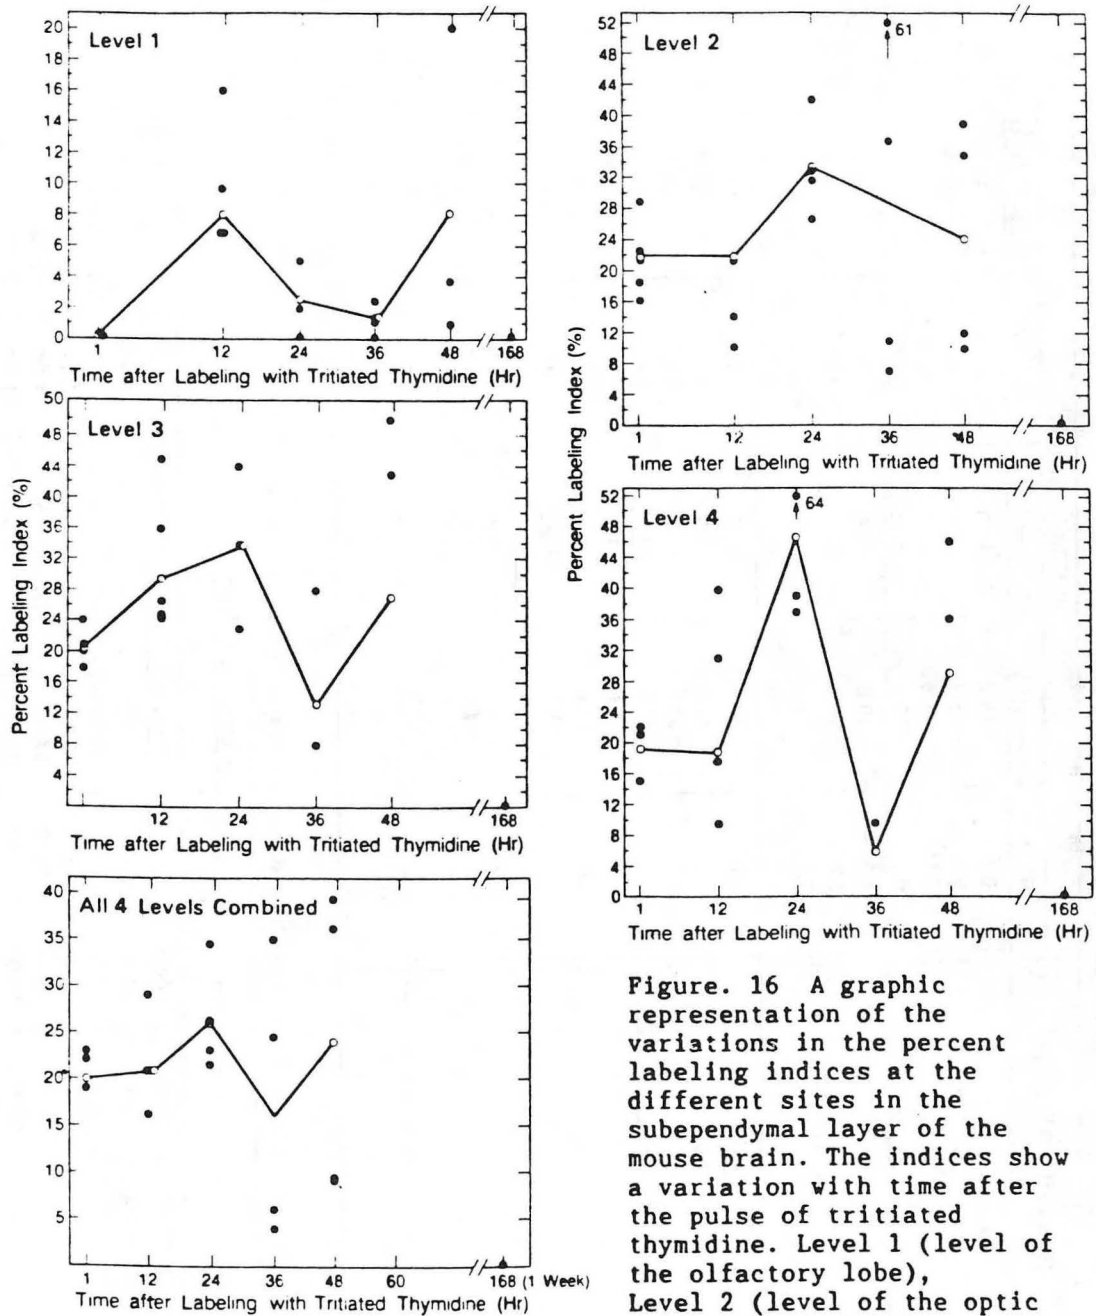 Level 1
20
18
16
14
12
10
8
6
4
2
0
1 12 24 36 48 168
Time after Labeling with Tritiated Thymidine (Hr)
Level 2
61
52
48
44
40
36
32
28
24
20
16
12
8
4
0
1 12 24 36 48 168
Time after Labeling with Tritiated Thymidine (Hr)
Percent Labeling Index (%)
Level 3
50
48
44
40
36
32
28
24
20
16
12
8
4
12 24 36 48 168
Time after Labeling with Tritiated Thymidine (Hr)
Percent Labeling Index (%)
Level 4
64
52
48
44
40
36
32
28
24
20
16
12
8
4
0
1 12 24 36 48 168
Time after Labeling with Tritiated Thymidine (Hr)
All 4 Levels Combined
40
35
30
25
20
15
10
5
1 12 24 36 48 60 168 (1 Week)
Time after Labeling with Tritiated Thymidine (Hr)
Figure. 16 A graphic
representation of the
variations in the percent
labeling indices at the
different sites in the
subependymal layer of the
mouse brain. The indices show
a variation with time after
the pulse of tritiated
thymidine. Level 1 (level of
the olfactory lobe),
Level 2 (level of the optic